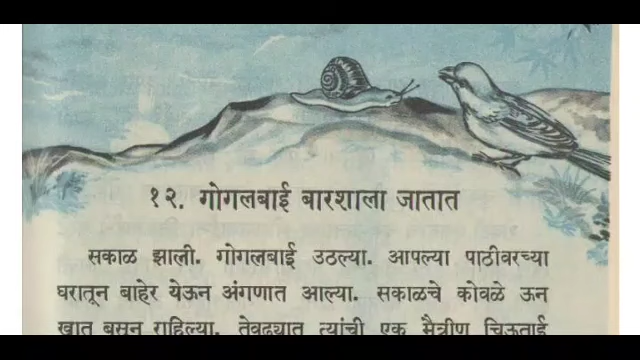 १२. गोगलबाई बारशाला जातात
सकाळ झाली. गोगलबाई उठल्या. आपल्या पाठीवरच्या
घरातून बाहेर येऊन अंगणात आल्या. सकाळचे कोवळे ऊन
खात बसून राहिल्या. तेवढ्यात त्यांची एक मैत्रीण चिऊताई